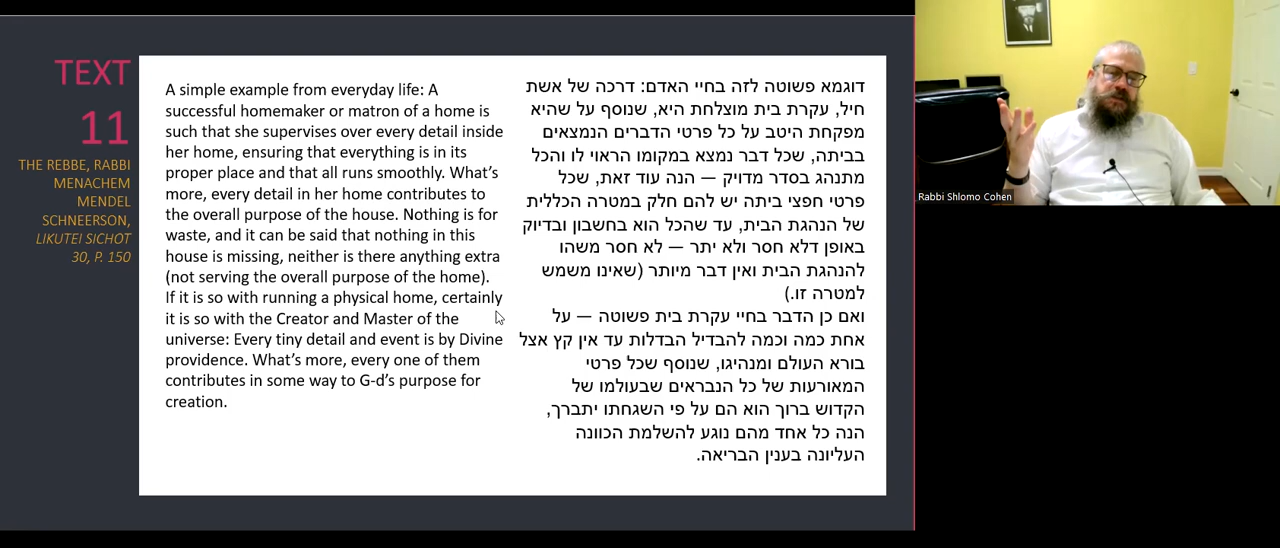 TEXT
11
THE REBBE, RABBI
MENACHEM
MENDEL
SCHNEERSON,
LIKUTEI SICHOT
30, P. 150
A simple example from everyday life: A
successful homemaker or matron of a home is
such that she supervises over every detail inside
her home, ensuring that everything is in its
proper place and that all runs smoothly. What's
more, every detail in her home contributes to
the overall purpose of the house. Nothing is for
waste, and it can be said that nothing in this
house is missing, neither is there anything extra
(not serving the overall purpose of the home).
If it is so with running a physical home, certainly
it is so with the Creator and Master of the
universe: Every tiny detail and event is by Divine
providence. What's more, every one of them
contributes in some way to G-d's purpose for
creation.
דוגמא פשוטה לזה בחיי האדם: דרכה של אשת
חיל, עקרת בית מוצלחת היא, שנוסף על שהיא
מפקחת היטב על כל פרטי הדברים הנמצאים
בביתה, שכל דבר נמצא במקומו הראוי לו והכל
מתנהג בסדר מדויק — הנה עוד זאת, שכל
פרטי חפצי ביתה יש להם חלק במטרה הכללית
של הנהגת הבית, עד שהכל הוא בחשבון ובדיוק
באופן דלא חסר ולא יתר — לא חסר משהו
להנהגת הבית ואין דבר מיותר (שאינו משמש
למטרה זו.)
ואם כן הדבר בחיי עקרת בית פשוטה — על
אחת כמה וכמה להבדיל הבדלות עד אין קץ אצל
בורא העולם ומנהיגו, שנוסף שכל פרטי
המאורעות של כל הנבראים שבעולמו של
הקדוש ברוך הוא הם על פי השגחתו יתברך,
הנה כל אחד מהם נוגע להשלמת הכוונה
העליונה בענין הבריאה.
Rabbi Shlomo Cohen